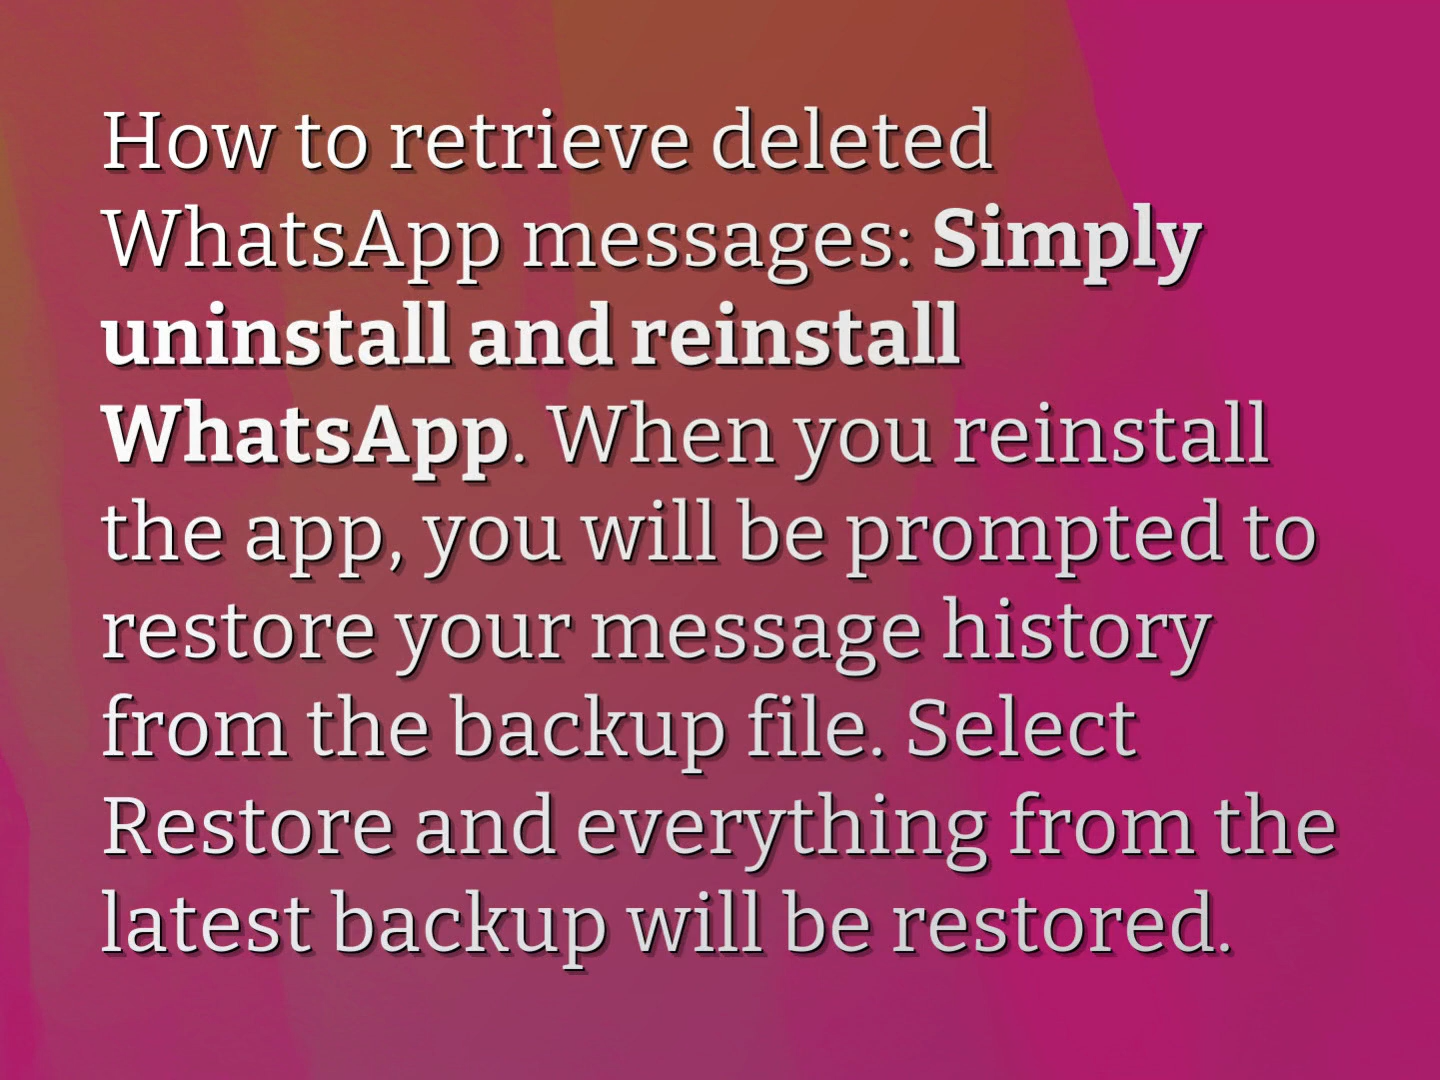 How to retrieve deleted
WhatsApp messages: Simply
uninstall and reinstall
WhatsApp. When you reinstall
the app, you will be prompted to
restore your message history
from the backup file. Select
Restore and everything from the
latest backup will be restored.